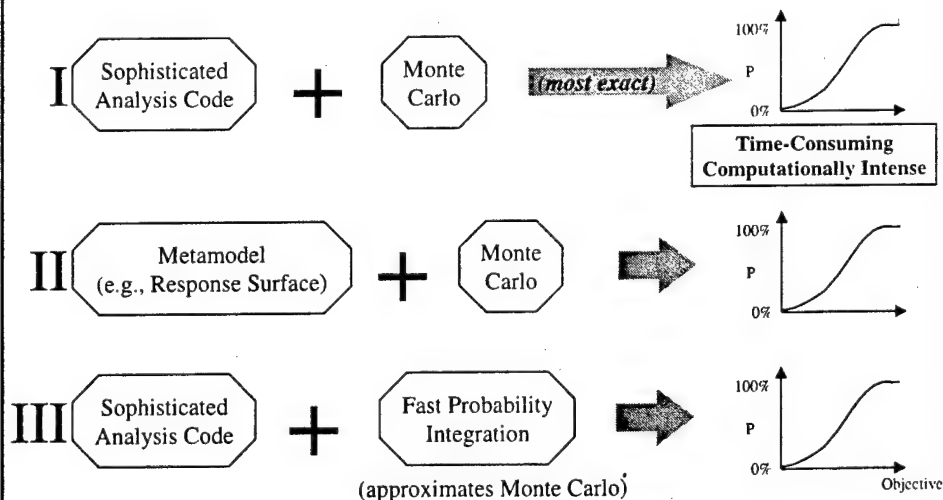 100%
P
0%
I
Sophisticated
Analysis Code
+
Monte
Carlo
(most exact)
Time-Consuming
Computationally Intense
100%
P
0%
II
Metamodel
(e.g., Response Surface)
+
Monte
Carlo
100%
P
0%
III
Sophisticated
Analysis Code
+
Fast Probability
Integration
(approximates Monte Carlo)
Objective